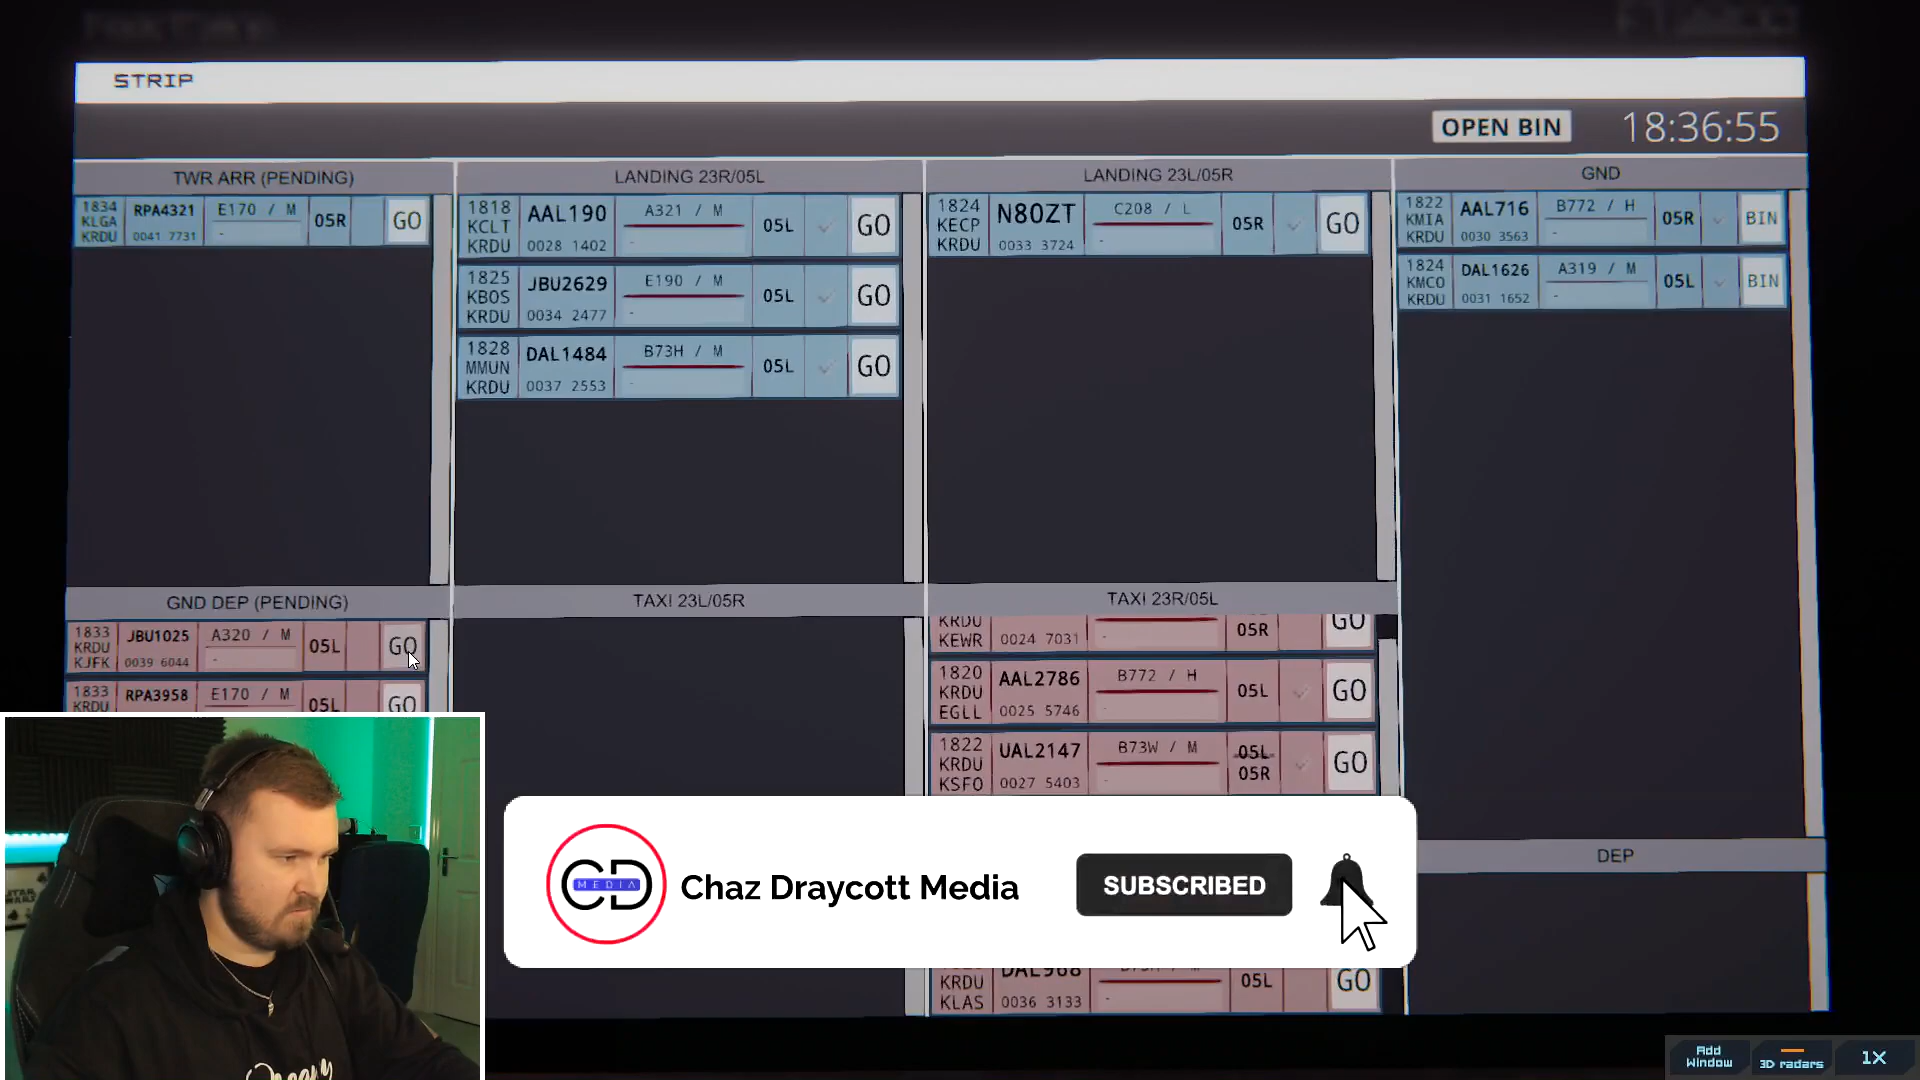 STRIP
OPEN BIN
18:36:55
TWR ARR (PENDING)
1834 KLGA KRDU RPA4321 0041 7731 E170 / M - 05R GO
LANDING 23R/05L
1818 KCLT KRDU AAL190 0028 1402 A321 / M - 05L GO
1825 KBOS KRDU JBU2629 0034 2477 E190 / M - 05L GO
1828 MMUN KRDU DAL1484 0037 2553 B73H / M - 05L GO
LANDING 23L/05R
1824 KECP KRDU N80ZT 0033 3724 C208 / L - 05R GO
GND
1822 KMIA KRDU AAL716 0030 3563 B772 / H - 05R BIN
1824 KMCO KRDU DAL1626 0031 1652 A319 / M - 05L BIN
GND DEP (PENDING)
1833 KRDU KJFK JBU1025 0039 6044 A320 / M - 05L GO
1833 KRDU RPA3958 E170 / M 05L GO
TAXI 23L/05R
TAXI 23R/05L
KRDU KEWR 0024 7031 - 05R GO
1820 KRDU EGLL AAL2786 0025 5746 B772 / H - 05L GO
1822 KRDU KSFO UAL2147 0027 5403 B73W / M - 05L 05R GO
KRDU KLAS DAL968 0036 3133 - 05L GO
DEP
CD
MEDIA
Chaz Draycott Media
SUBSCRIBED
Add Window
3D radars
1X